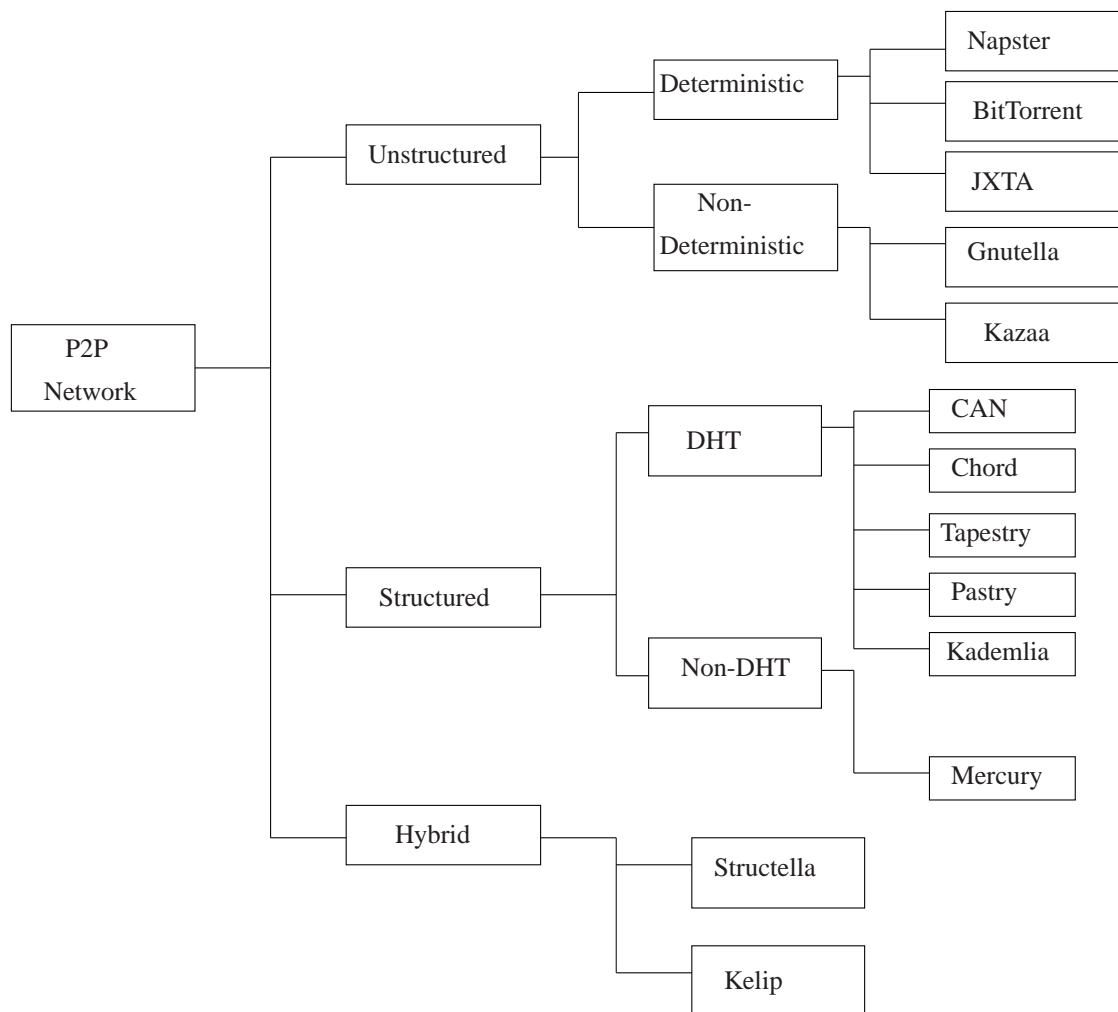 Napster
Deterministic
BitTorrent
Unstructured
JXTA
Non-
Deterministic
Gnutella
Kazaa
P2P
Network
CAN
DHT
Chord
Tapestry
Structured
Pastry
Kademlia
Non-DHT
Mercury
Hybrid
Structella
Kelip